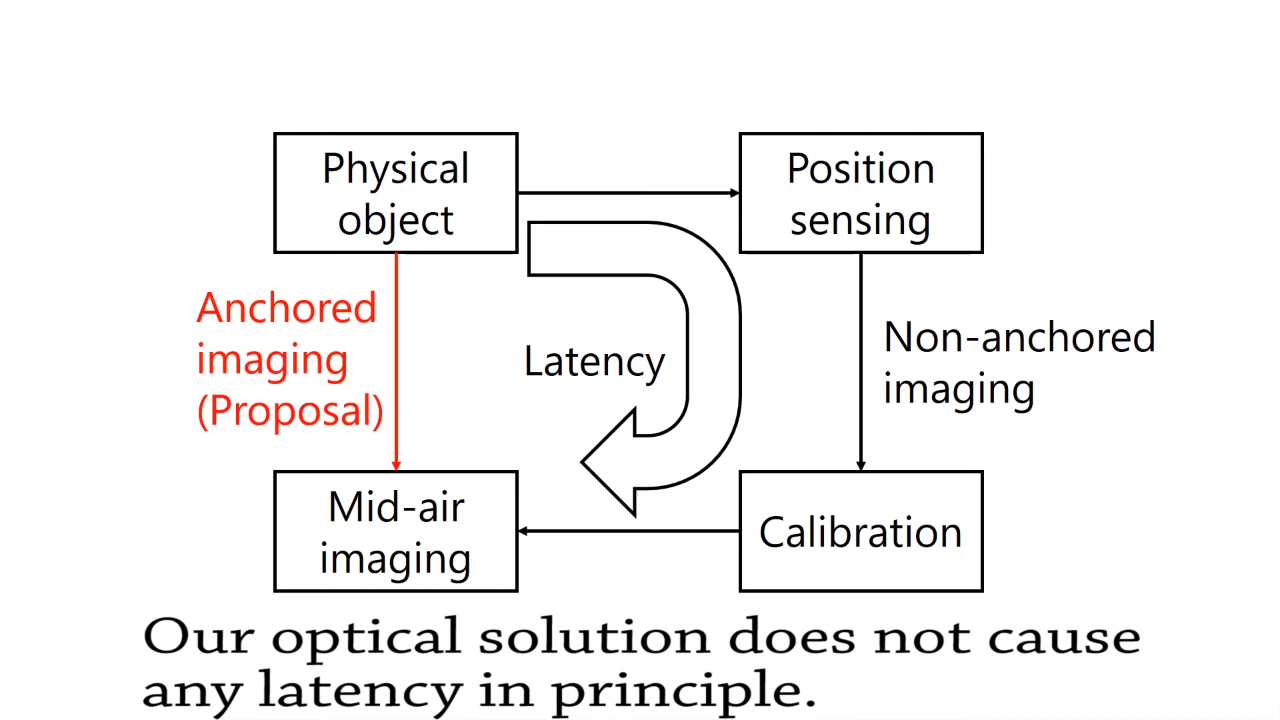 Physical
object
Position
sensing
Anchored
imaging
(Proposal)
Latency
Non-anchored
imaging
Mid-air
imaging
Calibration
Our optical solution does not cause
any latency in principle.